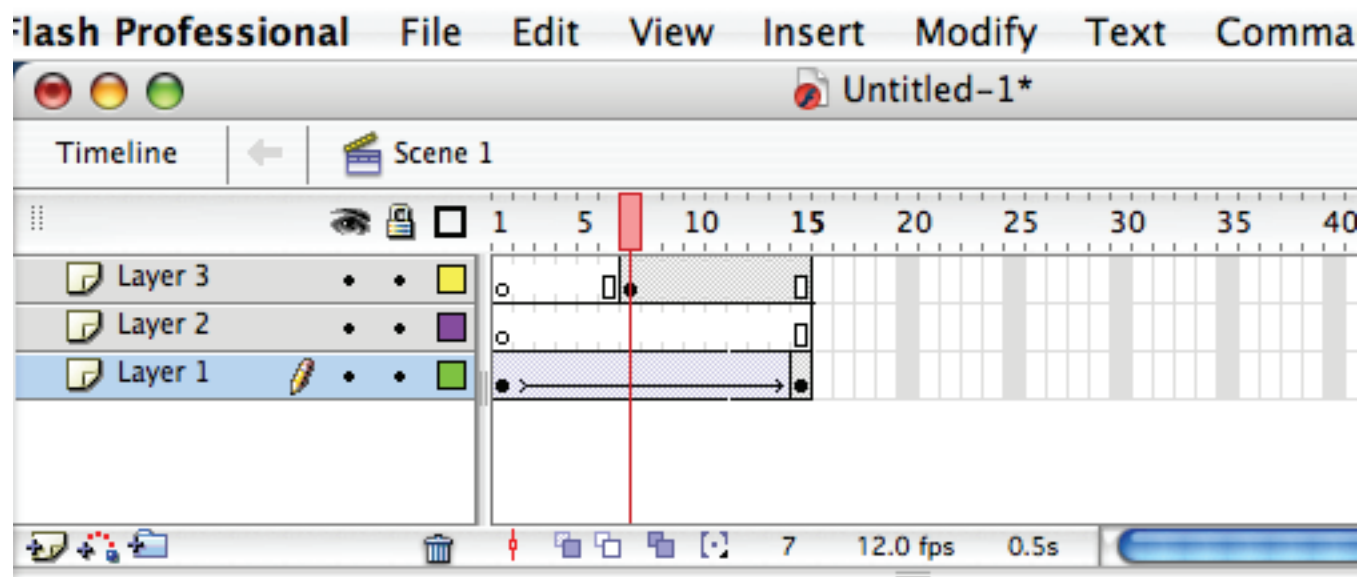 Flash Professional File Edit View Insert Modify Text Comma
Untitled-1*
Timeline Scene 1
1 5 10 15 20 25 30 35 40
Layer 3
Layer 2
Layer 1
7 12.0 fps 0.5s